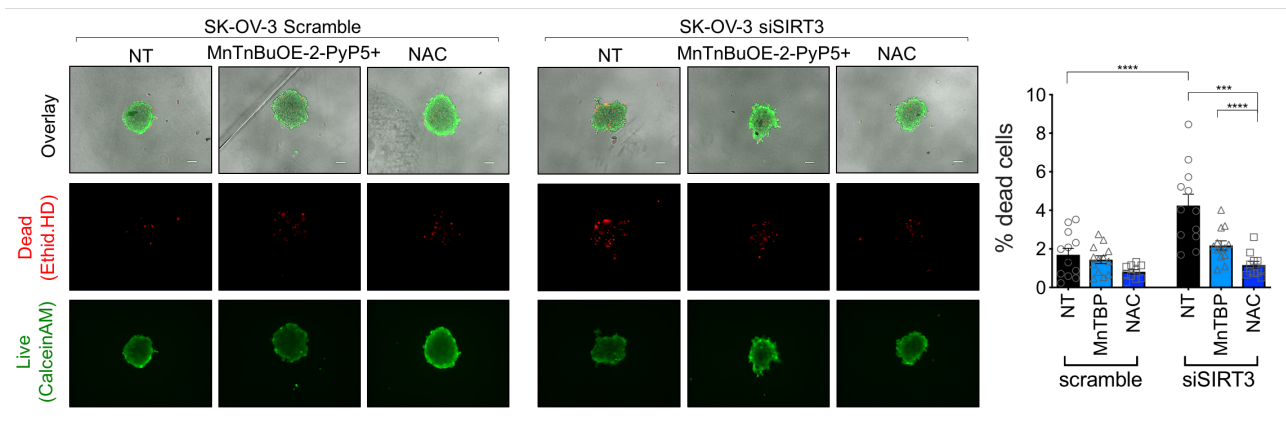 SK-OV-3 Scramble
SK-OV-3 siSIRT3
NT
MnTnBuOE-2-PyP5+
NAC
NT
MnTnBuOE-2-PyP5+
NAC
Overlay
Dead
(Ethid.HD)
Live
(CalceinAM)
****
***
****
% dead cells
10
8
6
4
2
0
NT
MnTBP
NAC
NT
MnTBP
NAC
scramble
siSIRT3